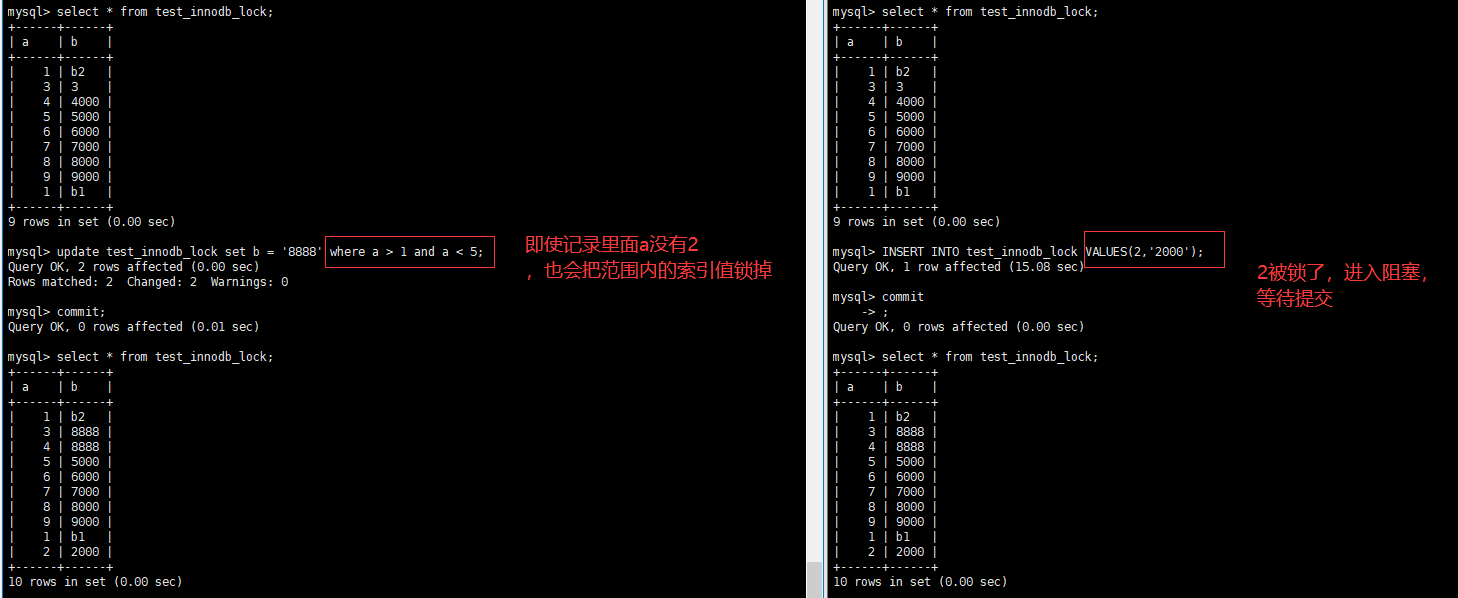 mysql> select * from test_innodb_lock;
+------+------+
| a    | b    |
+------+------+
|    1 | b2   |
|    3 | 3    |
|    4 | 4000 |
|    5 | 5000 |
|    6 | 6000 |
|    7 | 7000 |
|    8 | 8000 |
|    9 | 9000 |
|    1 | b1   |
+------+------+
9 rows in set (0.00 sec)
mysql> update test_innodb_lock set b = '8888' where a > 1 and a < 5;
Query OK, 2 rows affected (0.00 sec)
Rows matched: 2  Changed: 2  Warnings: 0
mysql> commit;
Query OK, 0 rows affected (0.01 sec)
mysql> select * from test_innodb_lock;
+------+------+
| a    | b    |
+------+------+
|    1 | b2   |
|    3 | 8888 |
|    4 | 8888 |
|    5 | 5000 |
|    6 | 6000 |
|    7 | 7000 |
|    8 | 8000 |
|    9 | 9000 |
|    1 | b1   |
|    2 | 2000 |
+------+------+
10 rows in set (0.00 sec)
即使记录里面a没有2
，也会把范围内的索引值锁掉
mysql> select * from test_innodb_lock;
+------+------+
| a    | b    |
+------+------+
|    1 | b2   |
|    3 | 3    |
|    4 | 4000 |
|    5 | 5000 |
|    6 | 6000 |
|    7 | 7000 |
|    8 | 8000 |
|    9 | 9000 |
|    1 | b1   |
+------+------+
9 rows in set (0.00 sec)
mysql> INSERT INTO test_innodb_lock VALUES(2,'2000');
Query OK, 1 row affected (15.08 sec)
mysql> commit
    -> ;
Query OK, 0 rows affected (0.00 sec)
mysql> select * from test_innodb_lock;
+------+------+
| a    | b    |
+------+------+
|    1 | b2   |
|    3 | 8888 |
|    4 | 8888 |
|    5 | 5000 |
|    6 | 6000 |
|    7 | 7000 |
|    8 | 8000 |
|    9 | 9000 |
|    1 | b1   |
|    2 | 2000 |
+------+------+
10 rows in set (0.00 sec)
2被锁了，进入阻塞，
等待提交